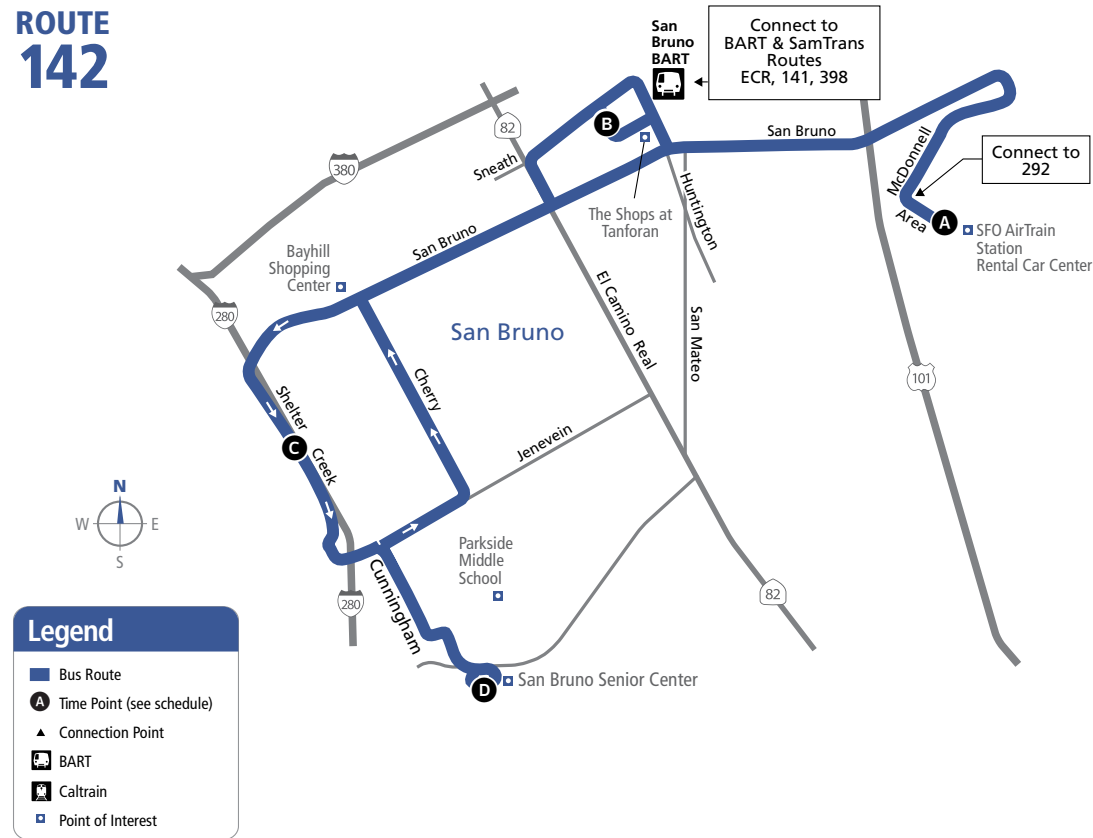 ROUTE
142
San
Bruno
BART
Connect to
BART & SamTrans
Routes
ECR, 141, 398
82
Sneath
380
B
San Bruno
McDonnell
Connect to
292
Area
A
SFO AirTrain
Station
Rental Car Center
The Shops at
Tanforan
Huntington
San Bruno
Bayhill
Shopping
Center
280
San Bruno
El Camino Real
San Mateo
101
Cherry
Shelter
Creek
C
Jenevein
N
W
E
S
Parkside
Middle
School
Cunningham
280
82
San Bruno Senior Center
D
Legend
Bus Route
A
Time Point (see schedule)
Connection Point
BART
Caltrain
Point of Interest